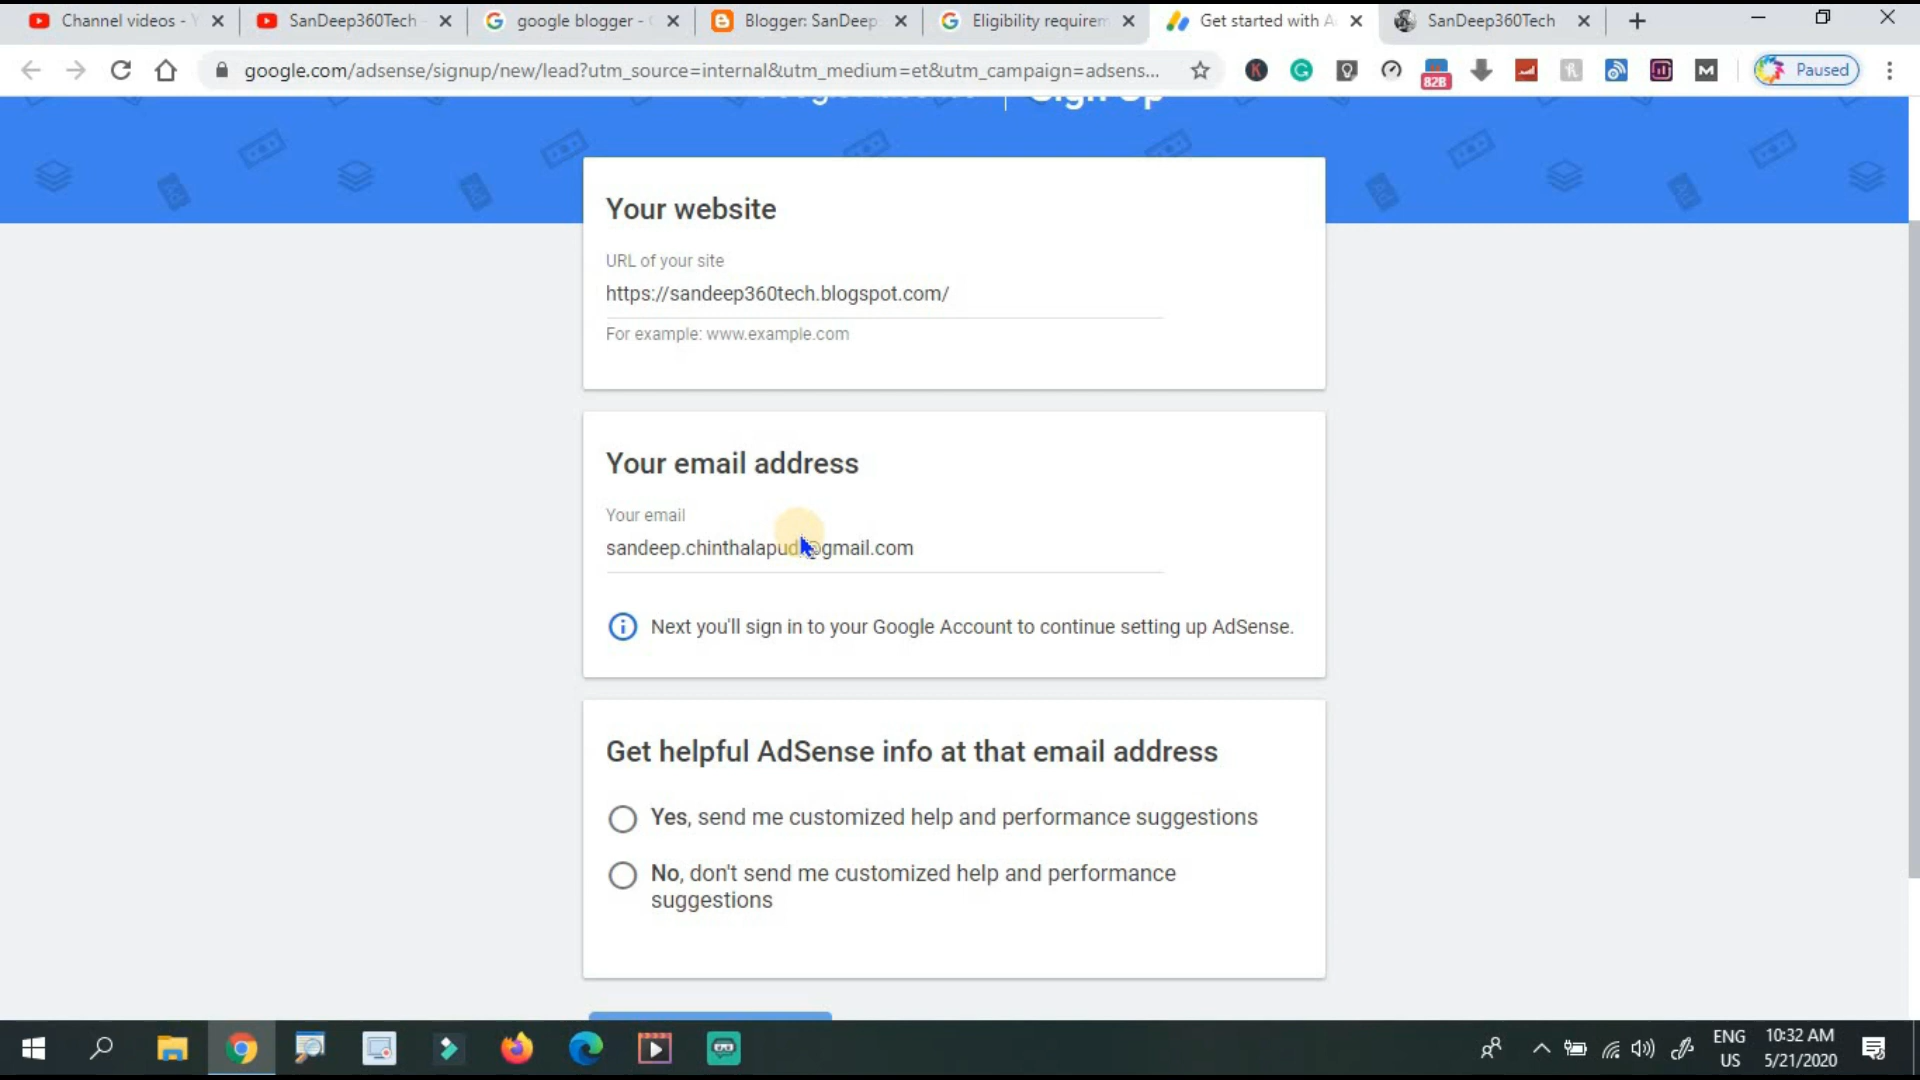 Channel videos - Y
SanDeep360Tech
google blogger - G
Blogger: SanDeep
Eligibility requirem
Get started with A
SanDeep360Tech
google.com/adsense/signup/new/lead?utm_source=internal&utm_medium=et&utm_campaign=adsens...
82B
Paused
Sign Up
Your website
URL of your site
https://sandeep360tech.blogspot.com/
For example: www.example.com
Your email address
Your email
sandeep.chinthalapudi@gmail.com
Next you'll sign in to your Google Account to continue setting up AdSense.
Get helpful AdSense info at that email address
Yes, send me customized help and performance suggestions
No, don't send me customized help and performance
suggestions
ENG
US
10:32 AM
5/21/2020